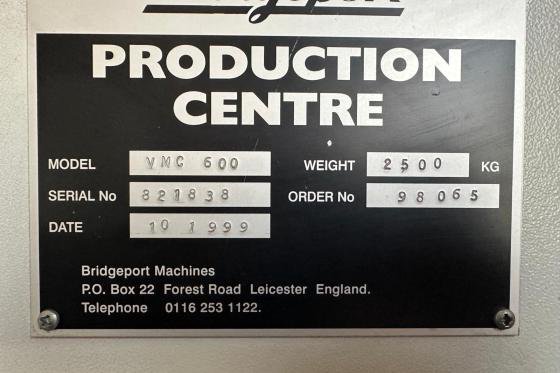 Bridgeport
PRODUCTION
CENTRE
MODEL VMC 600 WEIGHT 2500 KG
SERIAL No 821838 ORDER No 98065
DATE 10 1999
Bridgeport Machines
P.O. Box 22 Forest Road Leicester England.
Telephone 0116 253 1122.